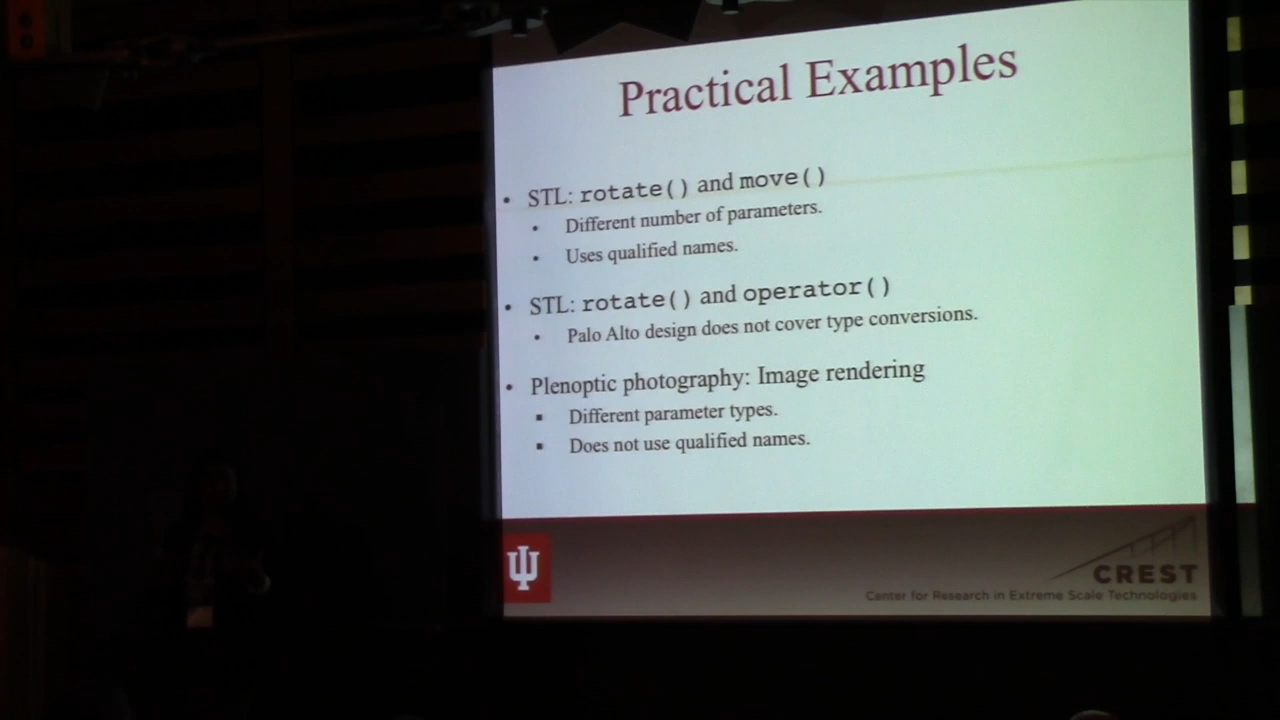 Practical Examples
• STL: rotate() and move()
• Different number of parameters.
• Uses qualified names.
• STL: rotate() and operator()
• Palo Alto design does not cover type conversions.
• Plenoptic photography: Image rendering
▪ Different parameter types.
▪ Does not use qualified names.
CREST
Center for Research in Extreme Scale Technologies